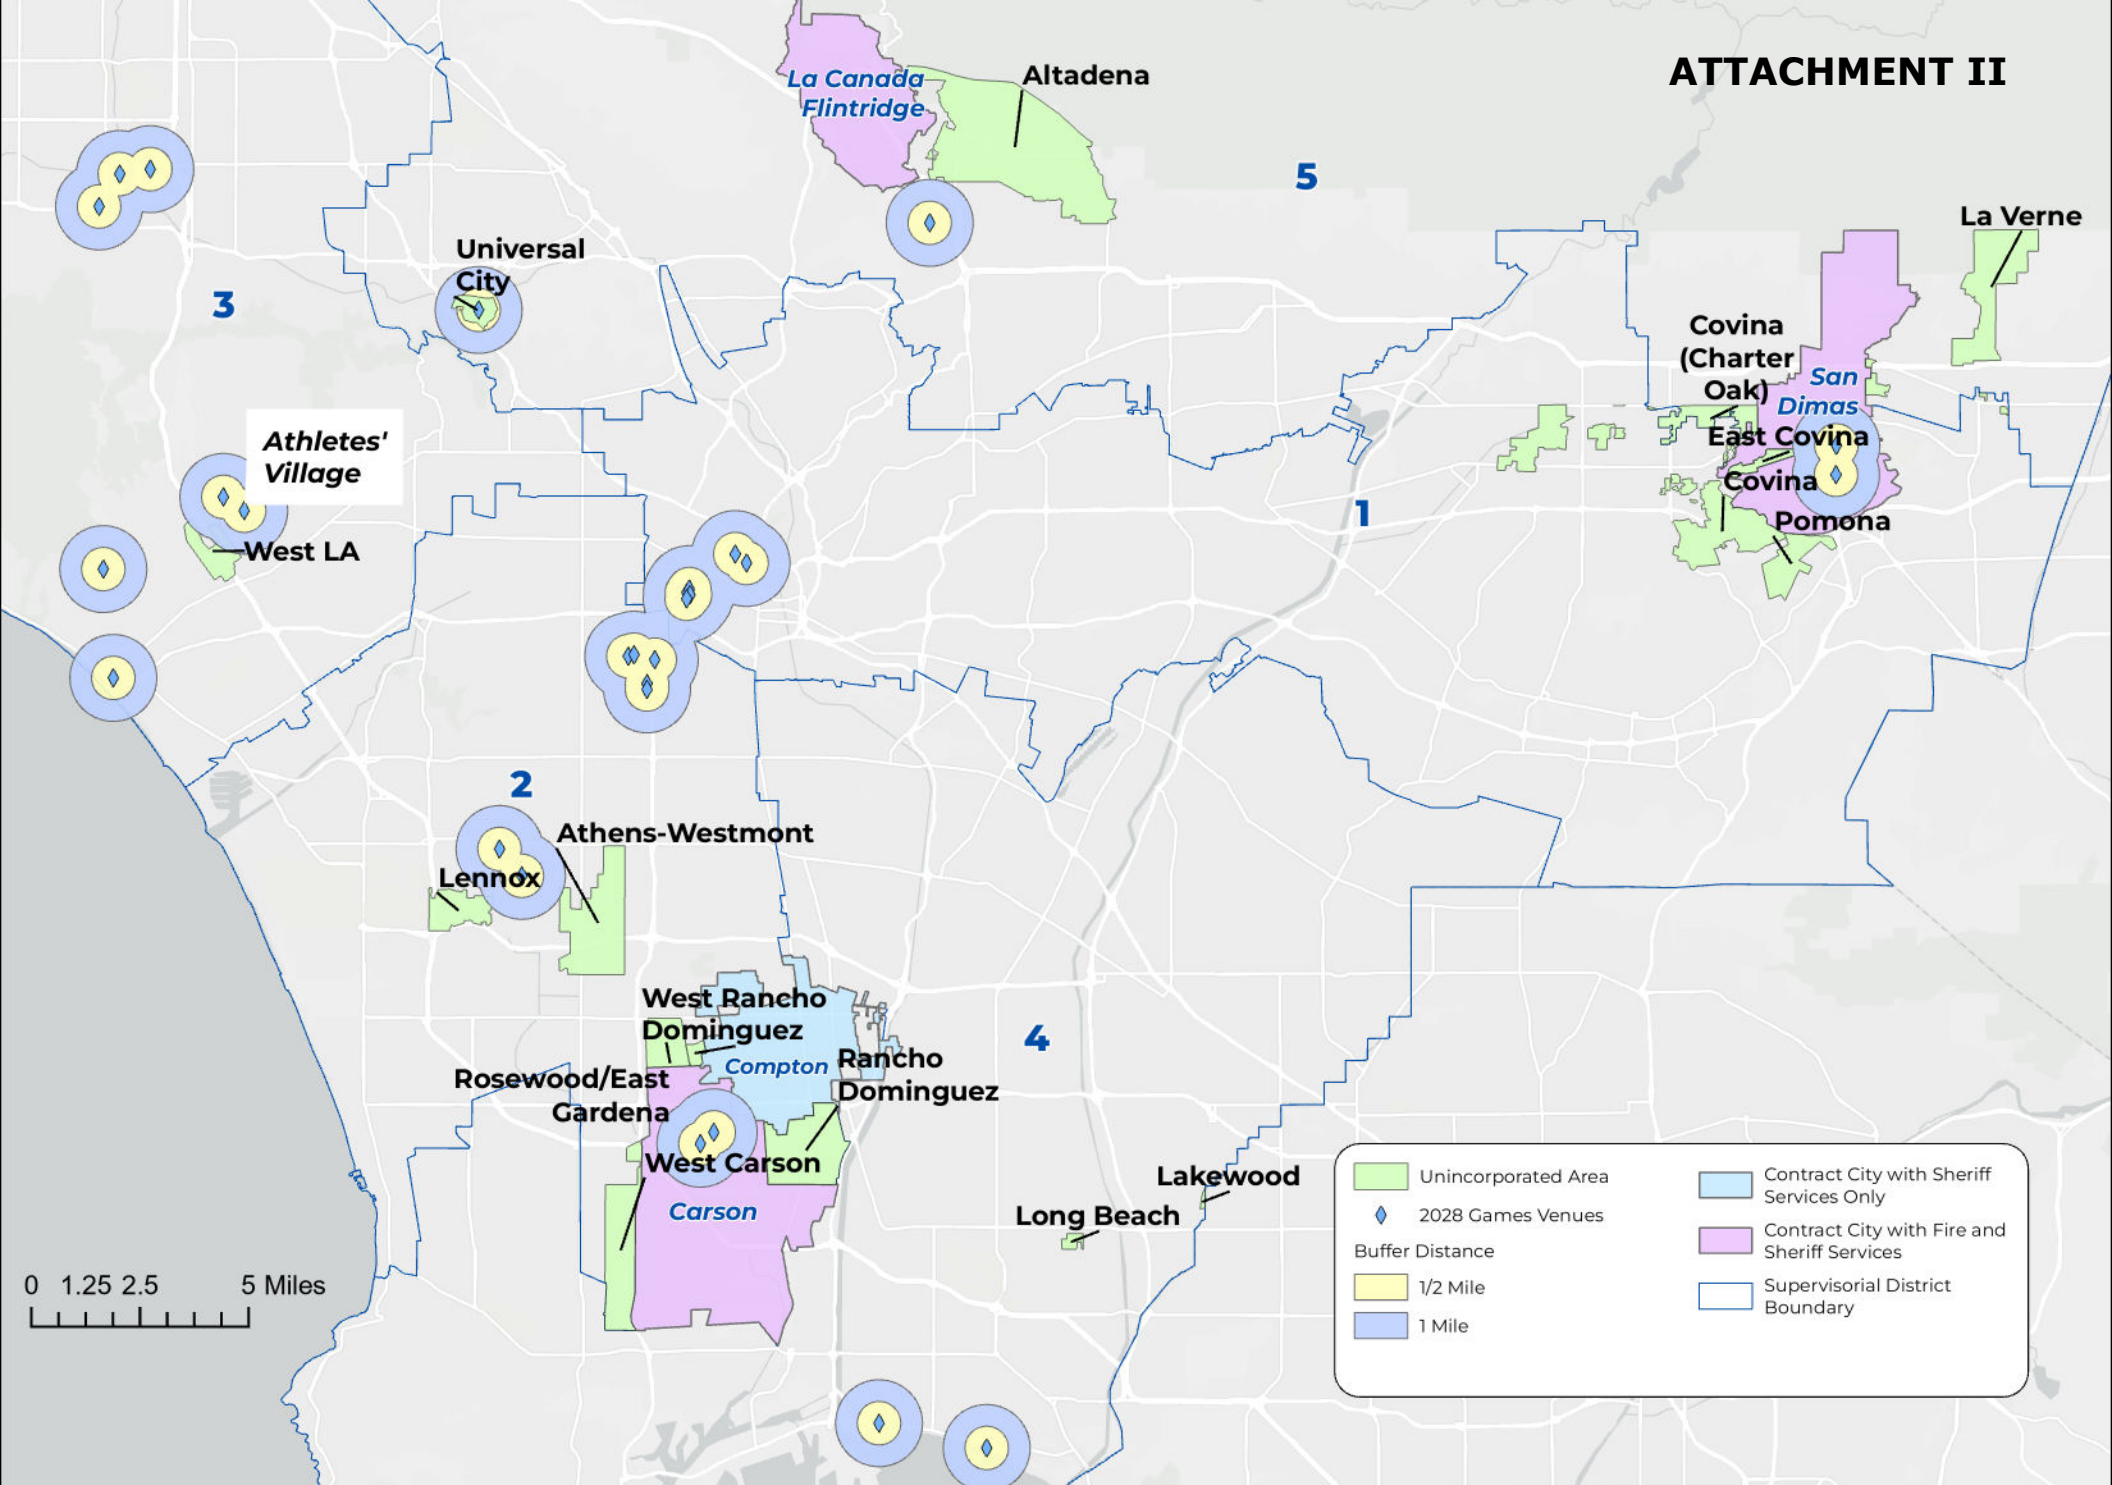 ATTACHMENT II
La Canada
Flintridge
Altadena
5
La Verne
Universal
City
3
Covina
(Charter
Oak)
San
Dimas
East Covina
Covina
Pomona
Athletes'
Village
West LA
1
2
Athens-Westmont
Lennox
West Rancho
Dominguez
Compton
Rancho
Dominguez
4
Rosewood/East
Gardena
West Carson
Carson
Lakewood
Long Beach
0 1.25 2.5 5 Miles
Unincorporated Area
2028 Games Venues
Buffer Distance
1/2 Mile
1 Mile
Contract City with Sheriff
Services Only
Contract City with Fire and
Sheriff Services
Supervisorial District
Boundary